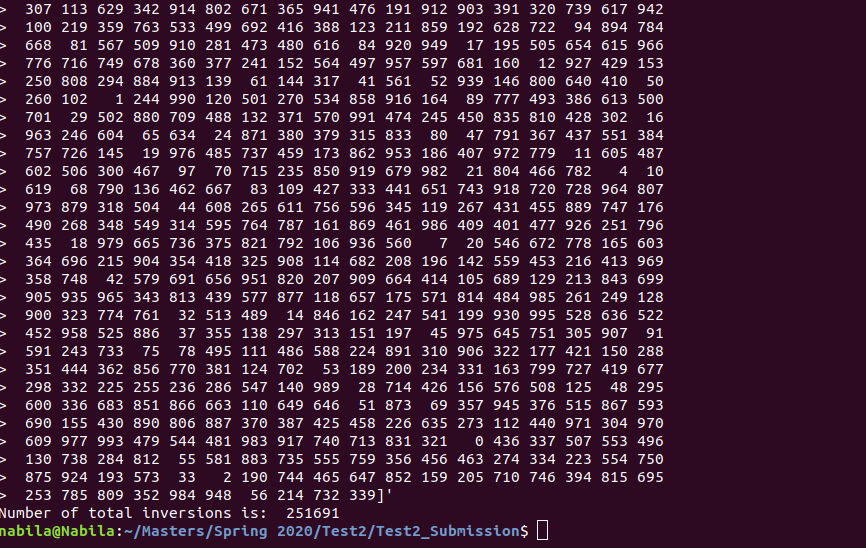 >  307 113 629 342 914 802 671 365 941 476 191 912 903 391 320 739 617 942
>  100 219 359 763 533 499 692 416 388 123 211 859 192 628 722  94 894 784
>  668  81 567 509 910 281 473 480 616  84 920 949  17 195 505 654 615 966
>  776 716 749 678 360 377 241 152 564 497 957 597 681 160  12 927 429 153
>  250 808 294 884 913 139  61 144 317  41 561  52 939 146 800 640 410  50
>  260 102   1 244 990 120 501 270 534 858 916 164  89 777 493 386 613 500
>  701  29 502 880 709 488 132 371 570 991 474 245 450 835 810 428 302  16
>  963 246 604  65 634  24 871 380 379 315 833  80  47 791 367 437 551 384
>  757 726 145  19 976 485 737 459 173 862 953 186 407 972 779  11 605 487
>  602 506 300 467  97  70 715 235 850 919 679 982  21 804 466 782   4  10
>  619  68 790 136 462 667  83 109 427 333 441 651 743 918 720 728 964 807
>  973 879 318 504  44 608 265 611 756 596 345 119 267 431 455 889 747 176
>  490 268 348 549 314 595 764 787 161 869 461 986 409 401 477 926 251 796
>  435  18 979 665 736 375 821 792 106 936 560   7  20 546 672 778 165 603
>  364 696 215 904 354 418 325 908 114 682 208 196 142 559 453 216 413 969
>  358 748  42 579 691 656 951 820 207 909 664 414 105 689 129 213 843 699
>  905 935 965 343 813 439 577 877 118 657 175 571 814 484 985 261 249 128
>  900 323 774 761  32 513 489  14 846 162 247 541 199 930 995 528 636 522
>  452 958 525 886  37 355 138 297 313 151 197  45 975 645 751 305 907  91
>  591 243 733  75  78 495 111 486 588 224 891 310 906 322 177 421 150 288
>  351 444 362 856 770 381 124 702  53 189 200 234 331 163 799 727 419 677
>  298 332 225 255 236 286 547 140 989  28 714 426 156 576 508 125  48 295
>  600 336 683 851 866 663 110 649 646  51 873  69 357 945 376 515 867 593
>  690 155 430 890 806 887 370 387 425 458 226 635 273 112 440 971 304 970
>  609 977 993 479 544 481 983 917 740 713 831 321   0 436 337 507 553 496
>  130 738 284 812  55 581 883 735 555 759 356 456 463 274 334 223 554 750
>  875 924 193 573  33   2 190 744 465 647 852 159 205 710 746 394 815 695
>  253 785 809 352 984 948  56 214 732 339]'
Number of total inversions is:  251691
nabila@Nabila:~/Masters/Spring 2020/Test2/Test2_Submission$